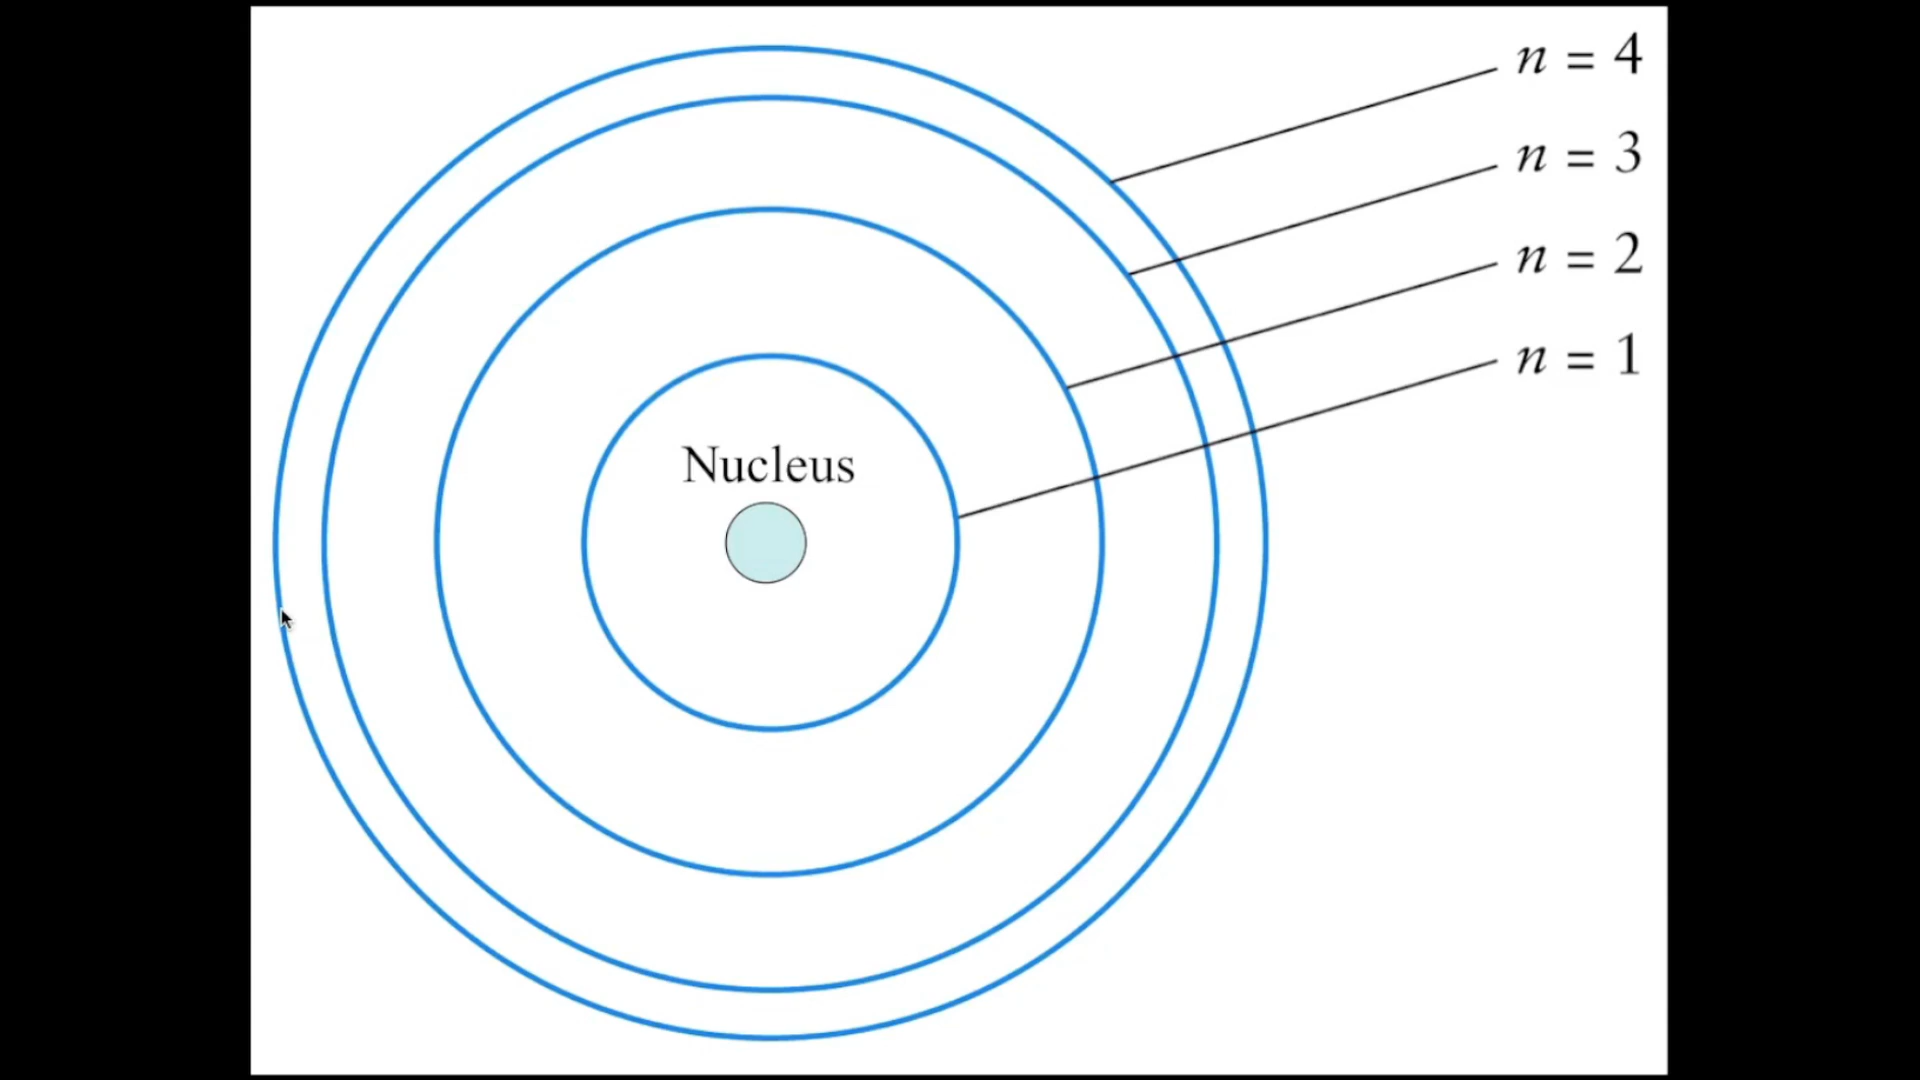 n = 4
n = 3
n = 2
n = 1
Nucleus